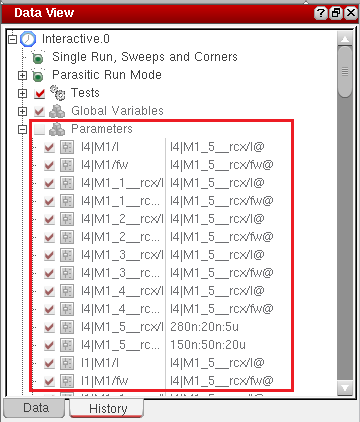 Data View
Interactive.0
Single Run, Sweeps and Corners
Parasitic Run Mode
Tests
Global Variables
Parameters
I4|M1/l I4|M1_5__rcx/l@
I4|M1/fw I4|M1_5__rcx/fw@
I4|M1_1__rcx/l I4|M1_5__rcx/l@
I4|M1_1__rc... I4|M1_5__rcx/fw@
I4|M1_2__rcx/l I4|M1_5__rcx/l@
I4|M1_2__rc... I4|M1_5__rcx/fw@
I4|M1_3__rcx/l I4|M1_5__rcx/l@
I4|M1_3__rc... I4|M1_5__rcx/fw@
I4|M1_4__rcx/l I4|M1_5__rcx/l@
I4|M1_4__rc... I4|M1_5__rcx/fw@
I4|M1_5__rcx/l 280n:20n:5u
I4|M1_5__rc... 150n:50n:20u
I1|M1/l I4|M1_5__rcx/l@
I1|M1/fw I4|M1_5__rcx/fw@
Data History